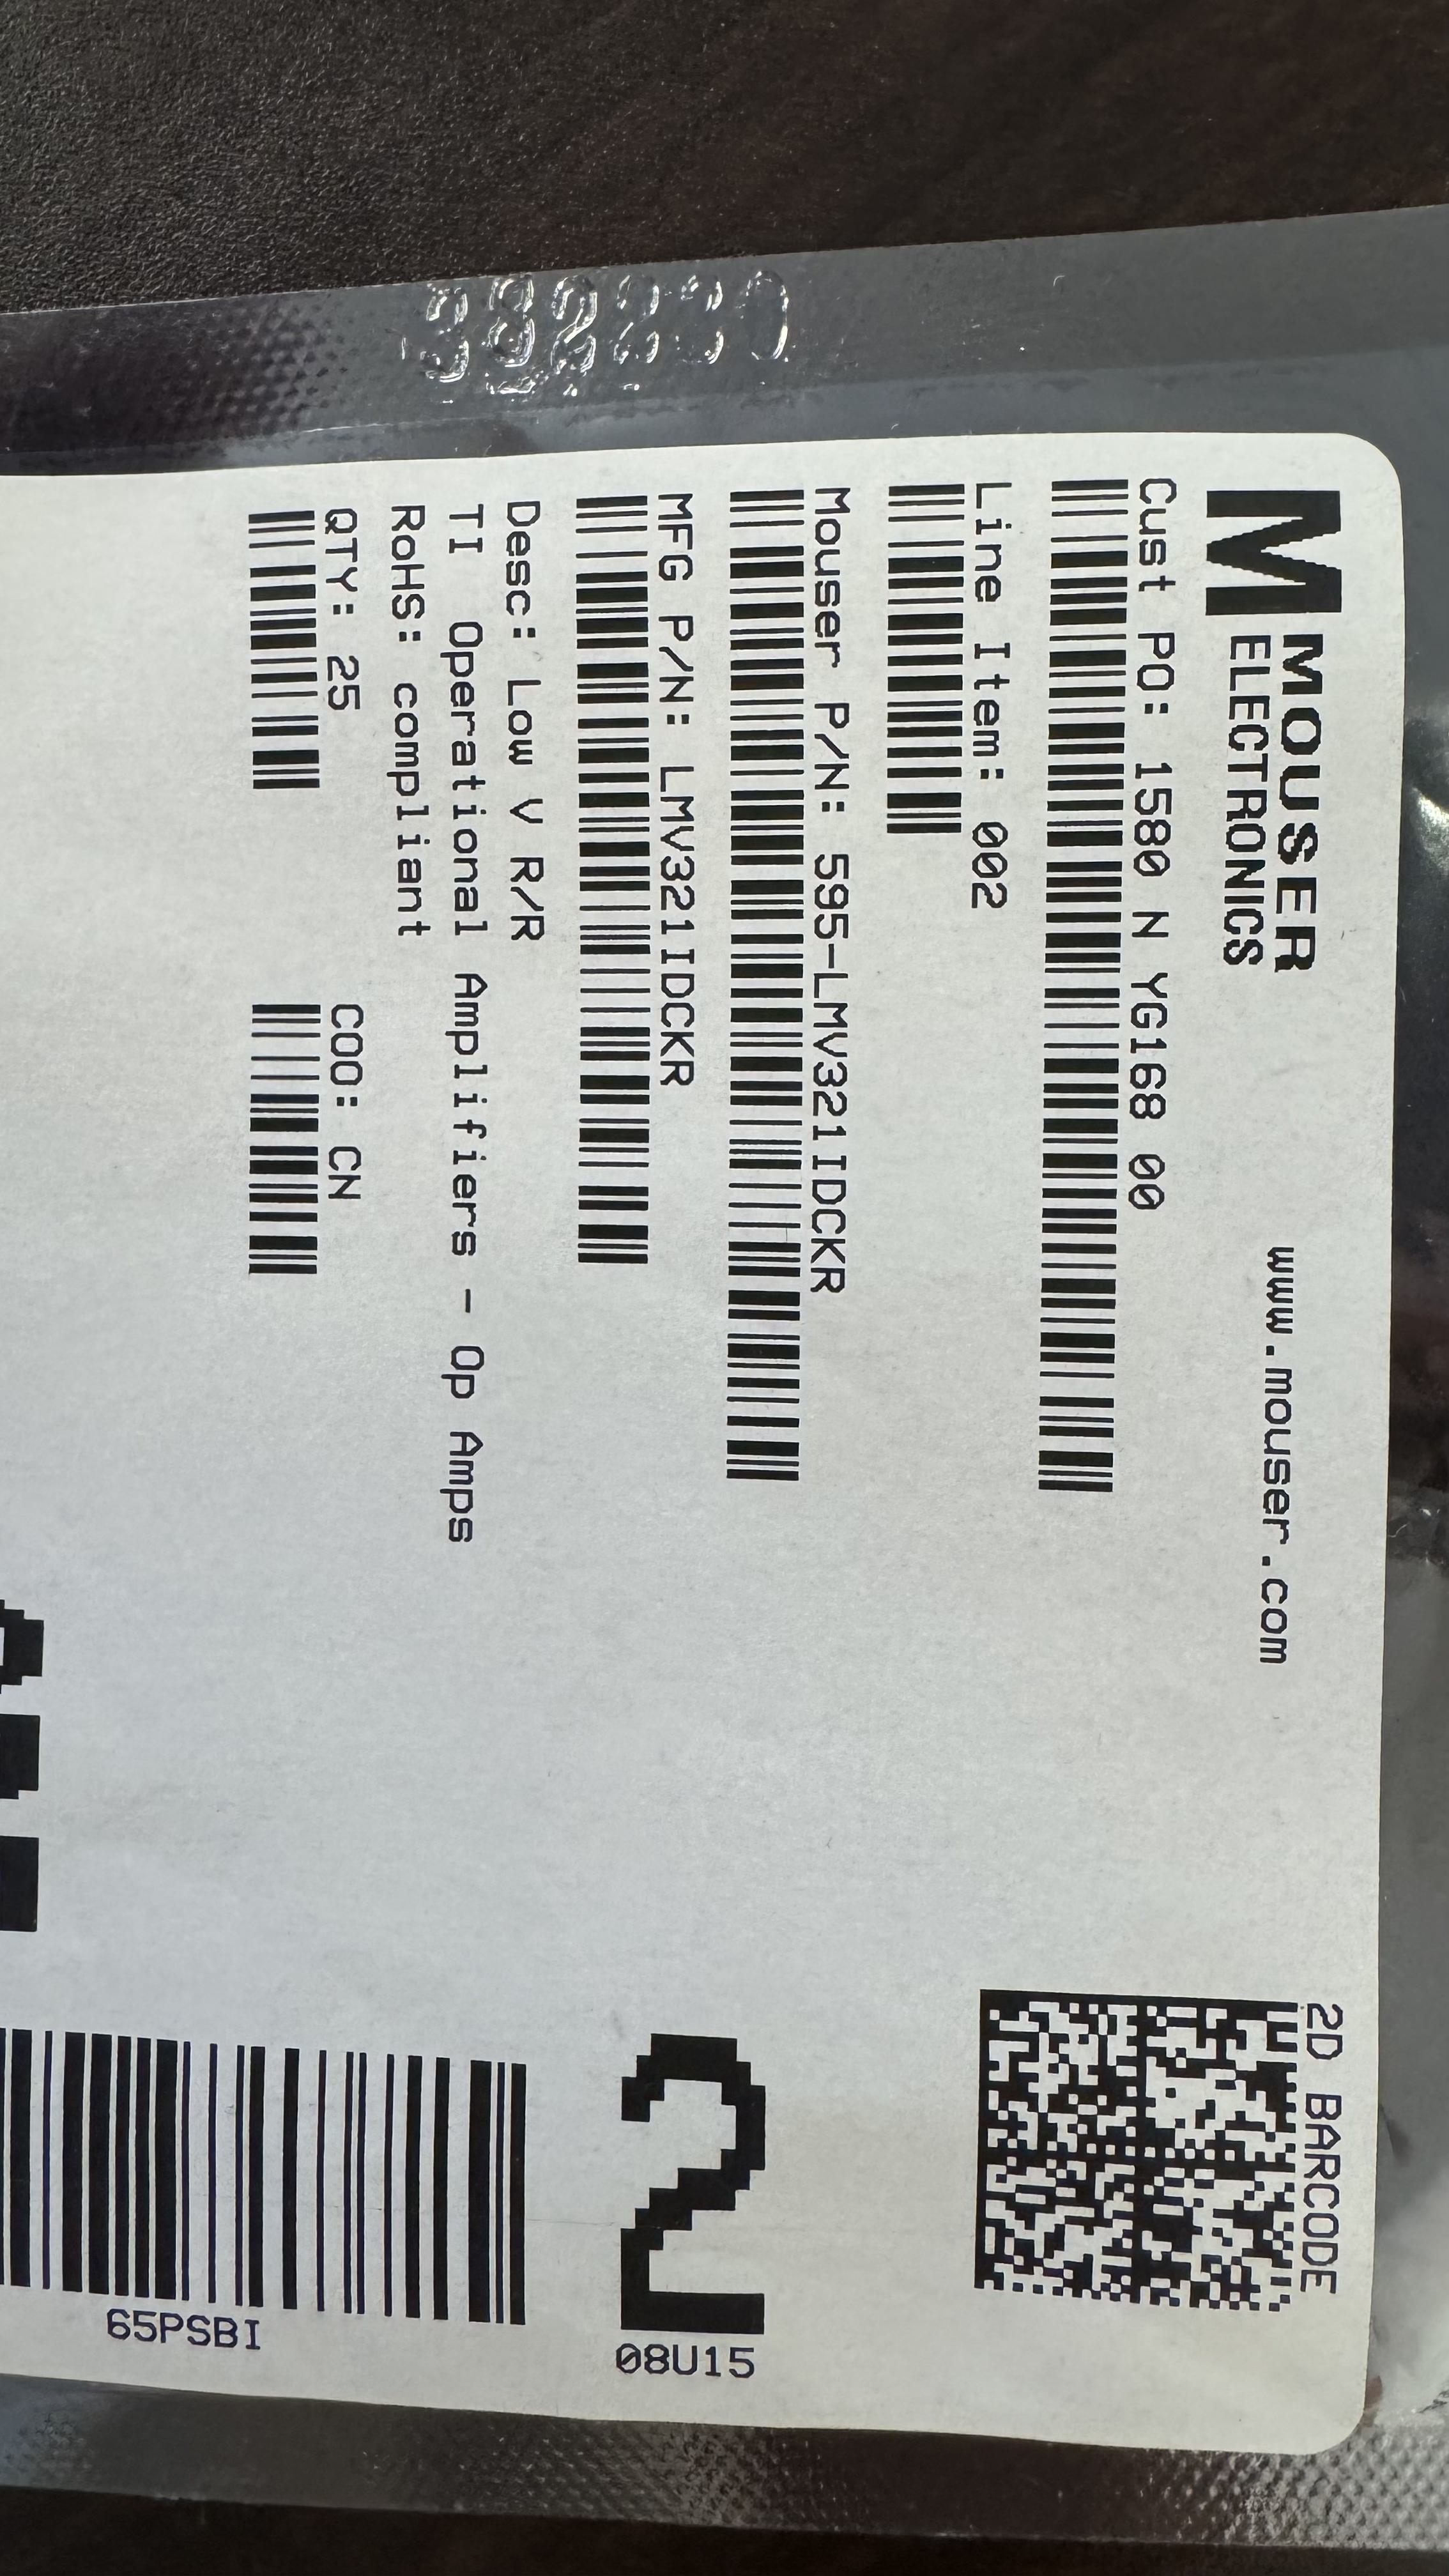 MOUSER
ELECTRONICS
www.mouser.com
2D BARCODE
Cust PO: 1580 N YG168 00
Line Item: 002
Mouser P/N: 595-LMV321IDCKR
MFG P/N: LMV321IDCKR
Desc: Low V R/R
TI Operational Amplifiers - Op Amps
RoHS: compliant
QTY: 25
COO: CN
2
08U15
65PSBI